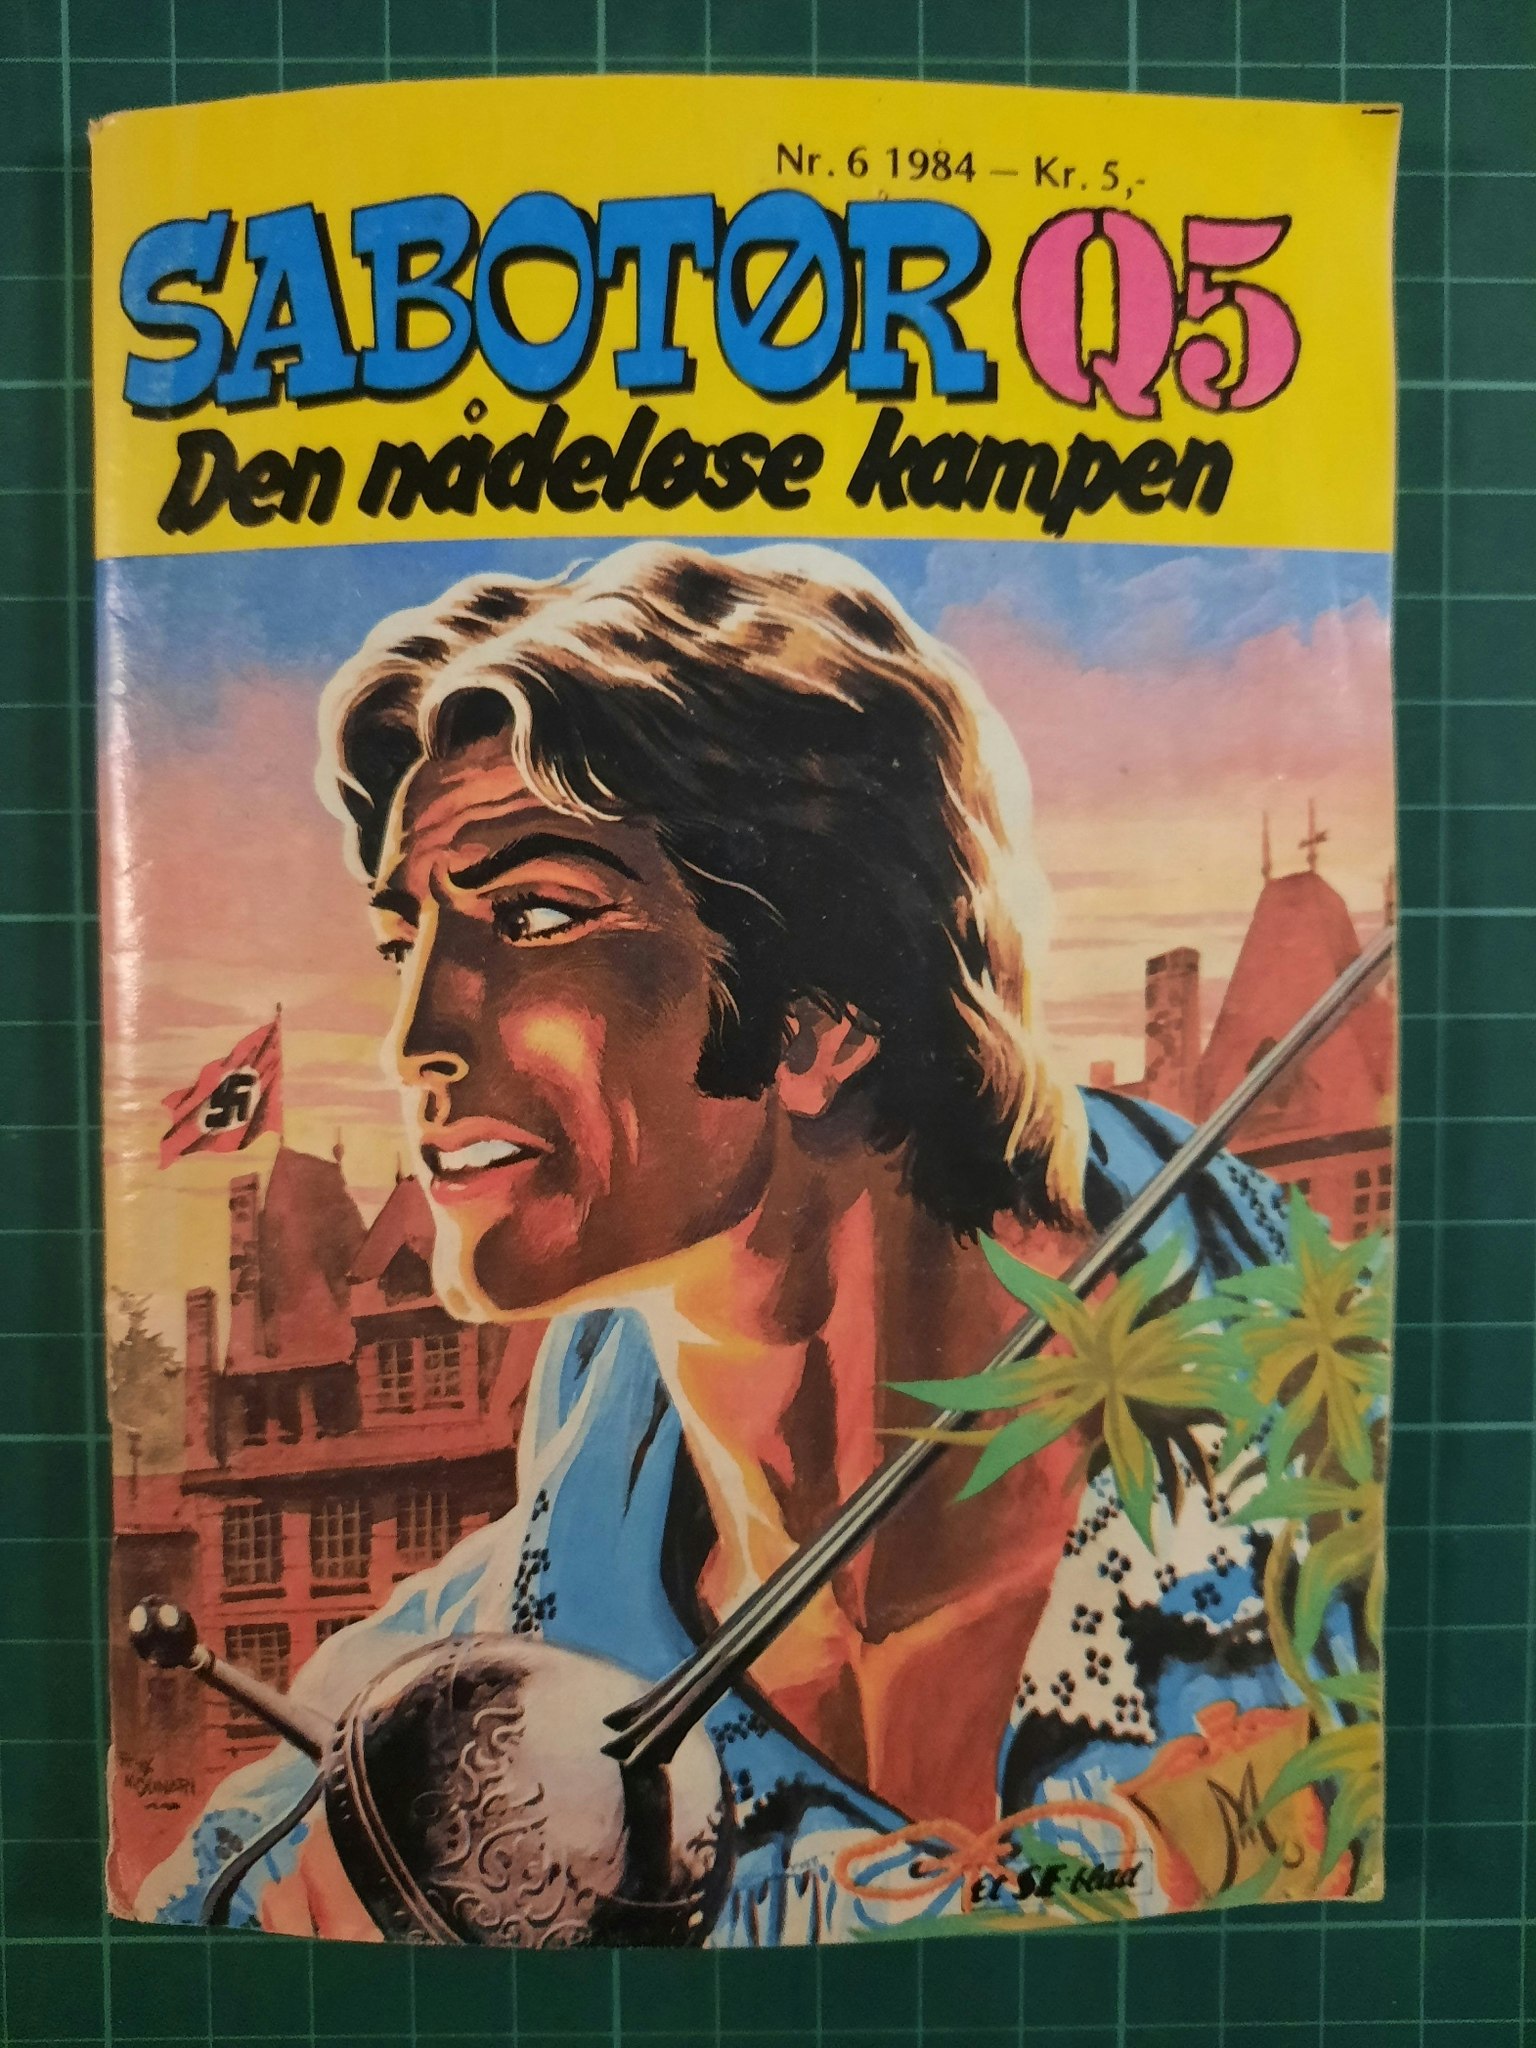 Nr. 6 1984 – Kr. 5,-
SABOTØR Q5
Den nådeløse kampen
M
et SE-blad